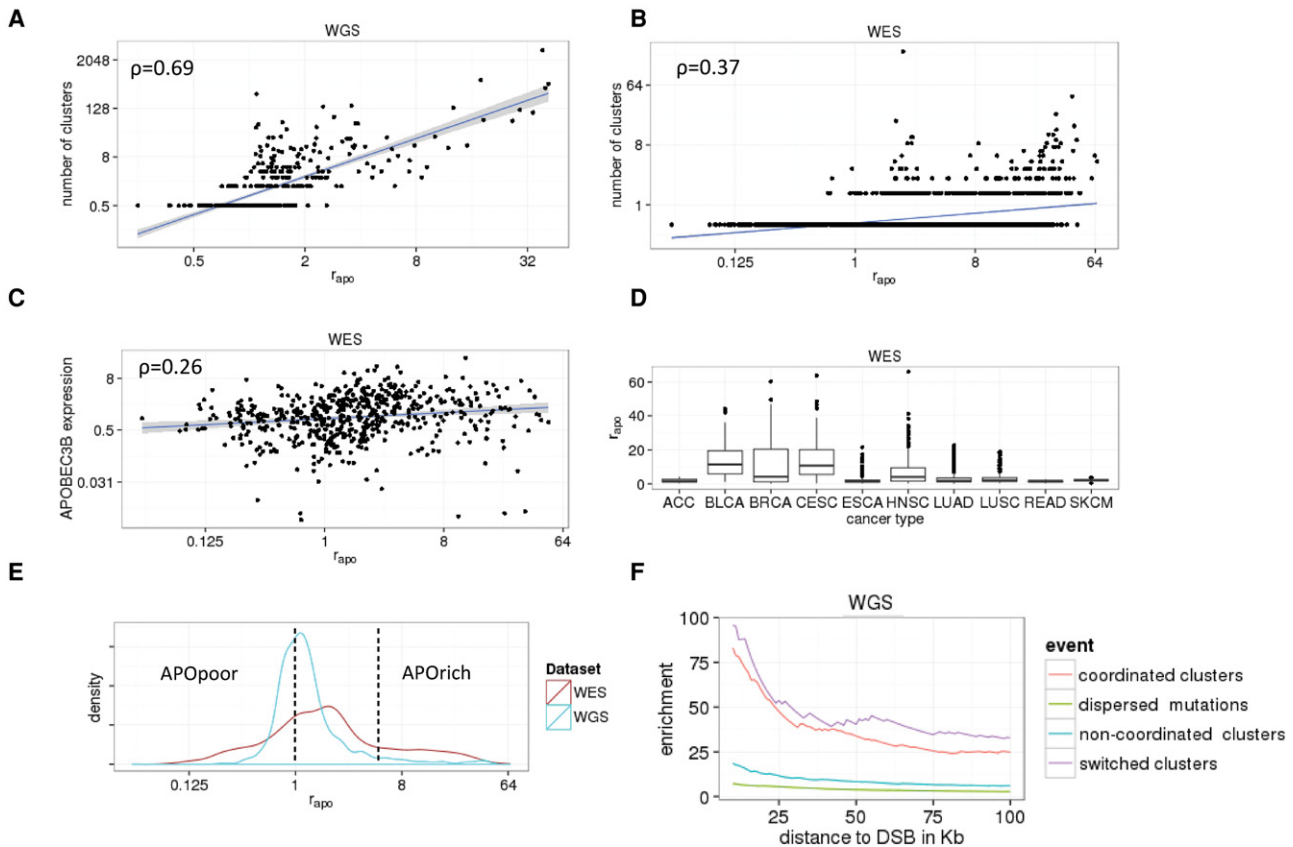 A
WGS
ρ=0.69
number of clusters
2048
128
8
0.5
0.5
2
8
32
rapo
B
WES
ρ=0.37
number of clusters
64
8
1
0.125
1
8
64
rapo
C
WES
ρ=0.26
APOBEC3B expression
8
0.5
0.031
0.125
1
8
64
rapo
D
WES
rapo
60
40
20
0
ACC BLCA BRCA CESC ESCA HNSC LUAD LUSC READ SKCM
cancer type
E
APOpoor
APOrich
density
0.125
1
8
64
rapo
Dataset
WES
WGS
F
WGS
enrichment
100
75
50
25
0
25
50
75
100
distance to DSB in Kb
event
coordinated clusters
dispersed mutations
non-coordinated clusters
switched clusters